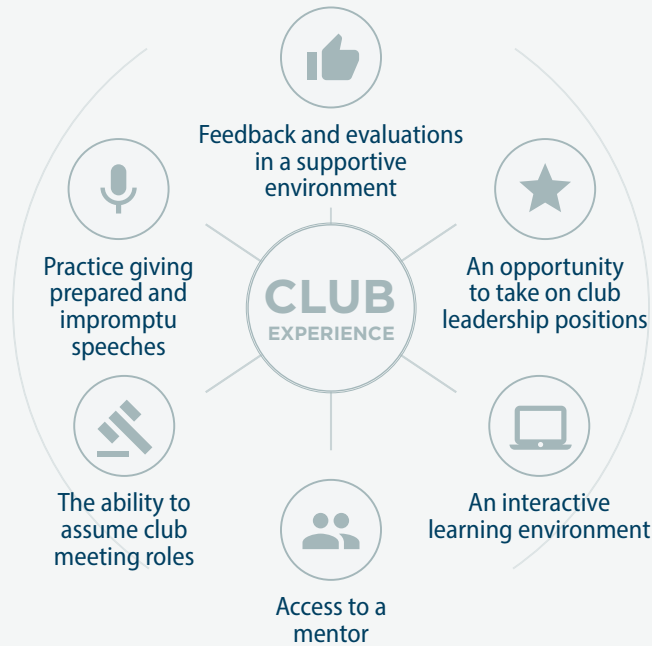 Feedback and evaluations
in a supportive
environment
Practice giving
prepared and
impromptu
speeches
CLUB
EXPERIENCE
An opportunity
to take on club
leadership positions
The ability to
assume club
meeting roles
An interactive
learning environment
Access to a
mentor